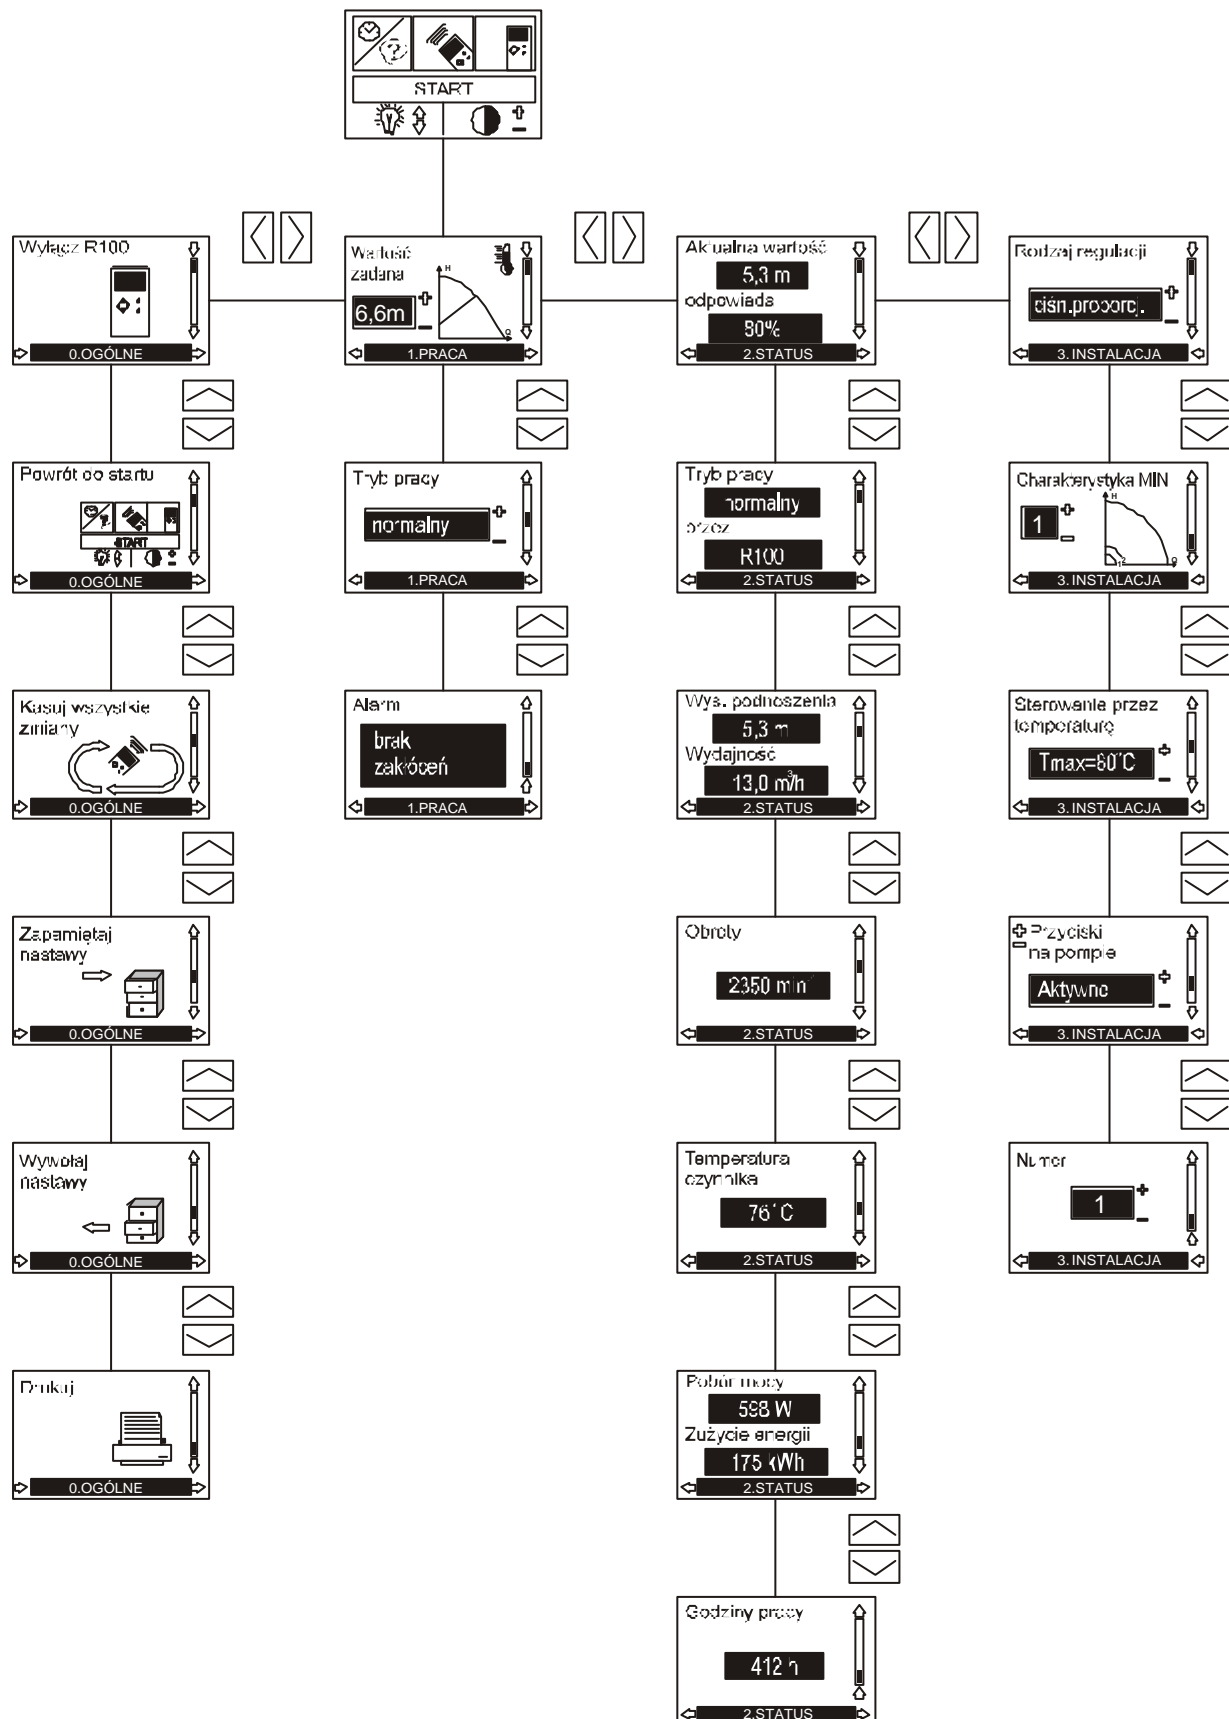 START
Wyłącz R100
0.OGÓLNE
Wartość
zadana
6,6m
H
Q
1.PRACA
Aktualna wartość
5,3 m
odpowiada
80%
2.STATUS
Rodzaj regulacji
ciśn.proporcj.
3. INSTALACJA
Powrót do startu
START
0.OGÓLNE
Tryb pracy
normalny
1.PRACA
Tryb pracy
normalny
przez
R100
2.STATUS
Charakterystyka MIN
1
H
1 2
Q
3. INSTALACJA
Kasuj wszystkie
zmiany
0.OGÓLNE
Alarm
brak
zakłóceń
1.PRACA
Wys. podnoszenia
5,3 m
Wydajność
13,0 m³/h
2.STATUS
Sterowanie przez
temperaturę
Tmax=80°C
3. INSTALACJA
Zapamiętaj
nastawy
0.OGÓLNE
Obroty
2350 min⁻¹
2.STATUS
Przyciski
na pompie
Aktywne
3. INSTALACJA
Wywołaj
nastawy
0.OGÓLNE
Temperatura
czynnika
76°C
2.STATUS
Numer
1
3. INSTALACJA
Drukuj
0.OGÓLNE
Pobór mocy
598 W
Zużycie energii
175 kWh
2.STATUS
Godziny pracy
412 h
2.STATUS